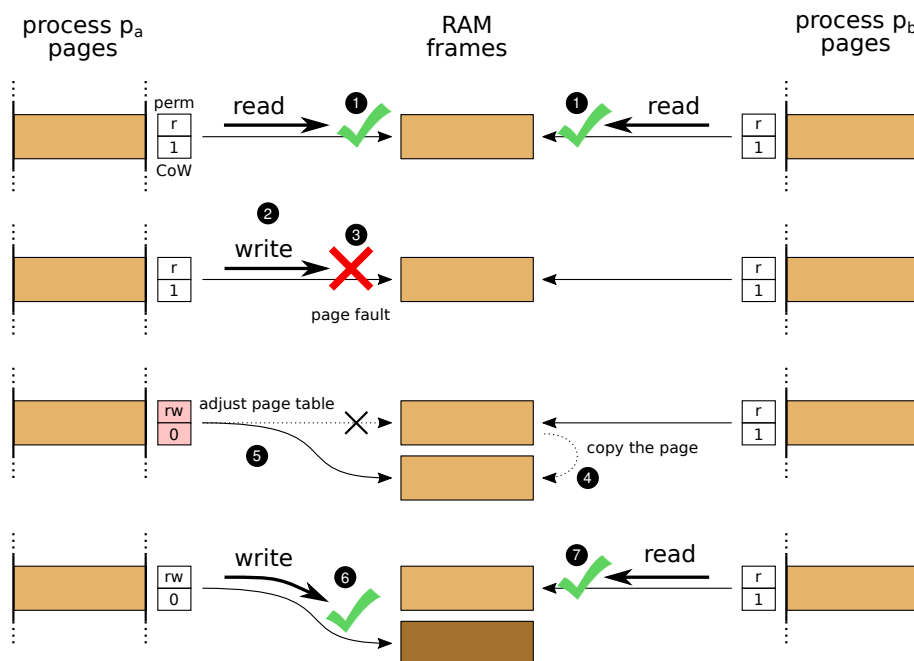 process pa
pages
RAM
frames
process pb
pages
perm
r
1
CoW
read
1
1
read
r
1
2
write
3
r
1
page fault
r
1
rw
0
adjust page table
5
copy the page
4
r
1
write
rw
0
6
7
read
r
1